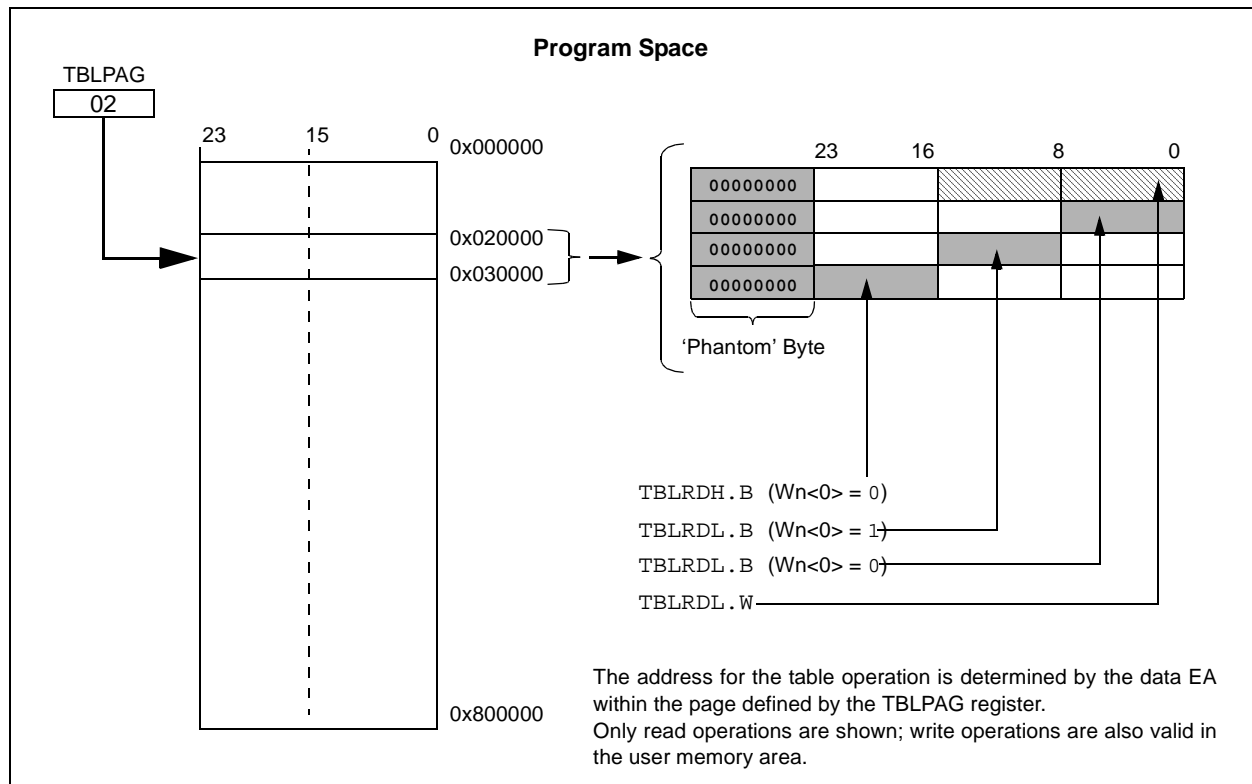 Program Space
TBLPAG
02
23 15 0
0x000000
0x020000
0x030000
0x800000
23 16 8 0
00000000
00000000
00000000
00000000
‘Phantom’ Byte
TBLRDH.B (Wn<0> = 0)
TBLRDL.B (Wn<0> = 1)
TBLRDL.B (Wn<0> = 0)
TBLRDL.W
The address for the table operation is determined by the data EA
within the page defined by the TBLPAG register.
Only read operations are shown; write operations are also valid in
the user memory area.